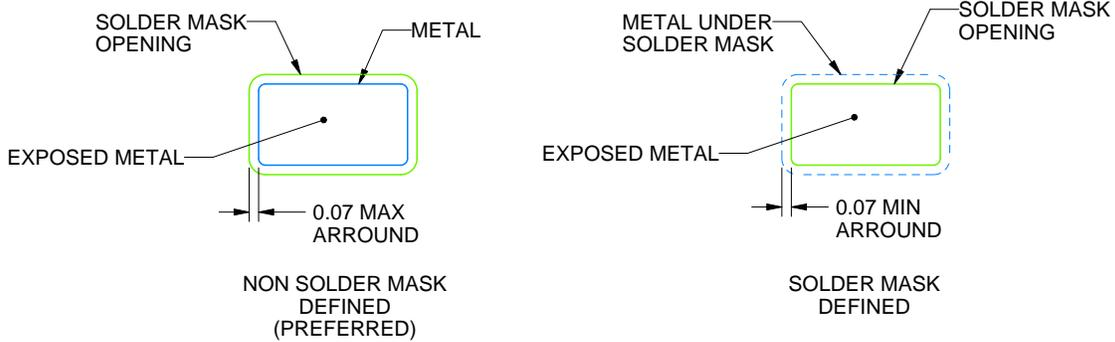 SOLDER MASK
OPENING
METAL
EXPOSED METAL
0.07 MAX
ARROUND
NON SOLDER MASK
DEFINED
(PREFERRED)
METAL UNDER
SOLDER MASK
SOLDER MASK
OPENING
EXPOSED METAL
0.07 MIN
ARROUND
SOLDER MASK
DEFINED